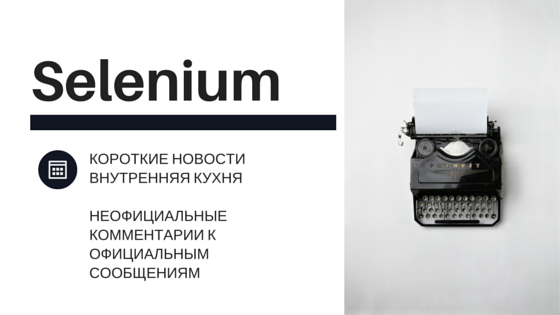 Selenium
КОРОТКИЕ НОВОСТИ
ВНУТРЕННЯЯ КУХНЯ
НЕОФИЦИАЛЬНЫЕ
КОММЕНТАРИИ К
ОФИЦИАЛЬНЫМ
СООБЩЕНИЯМ